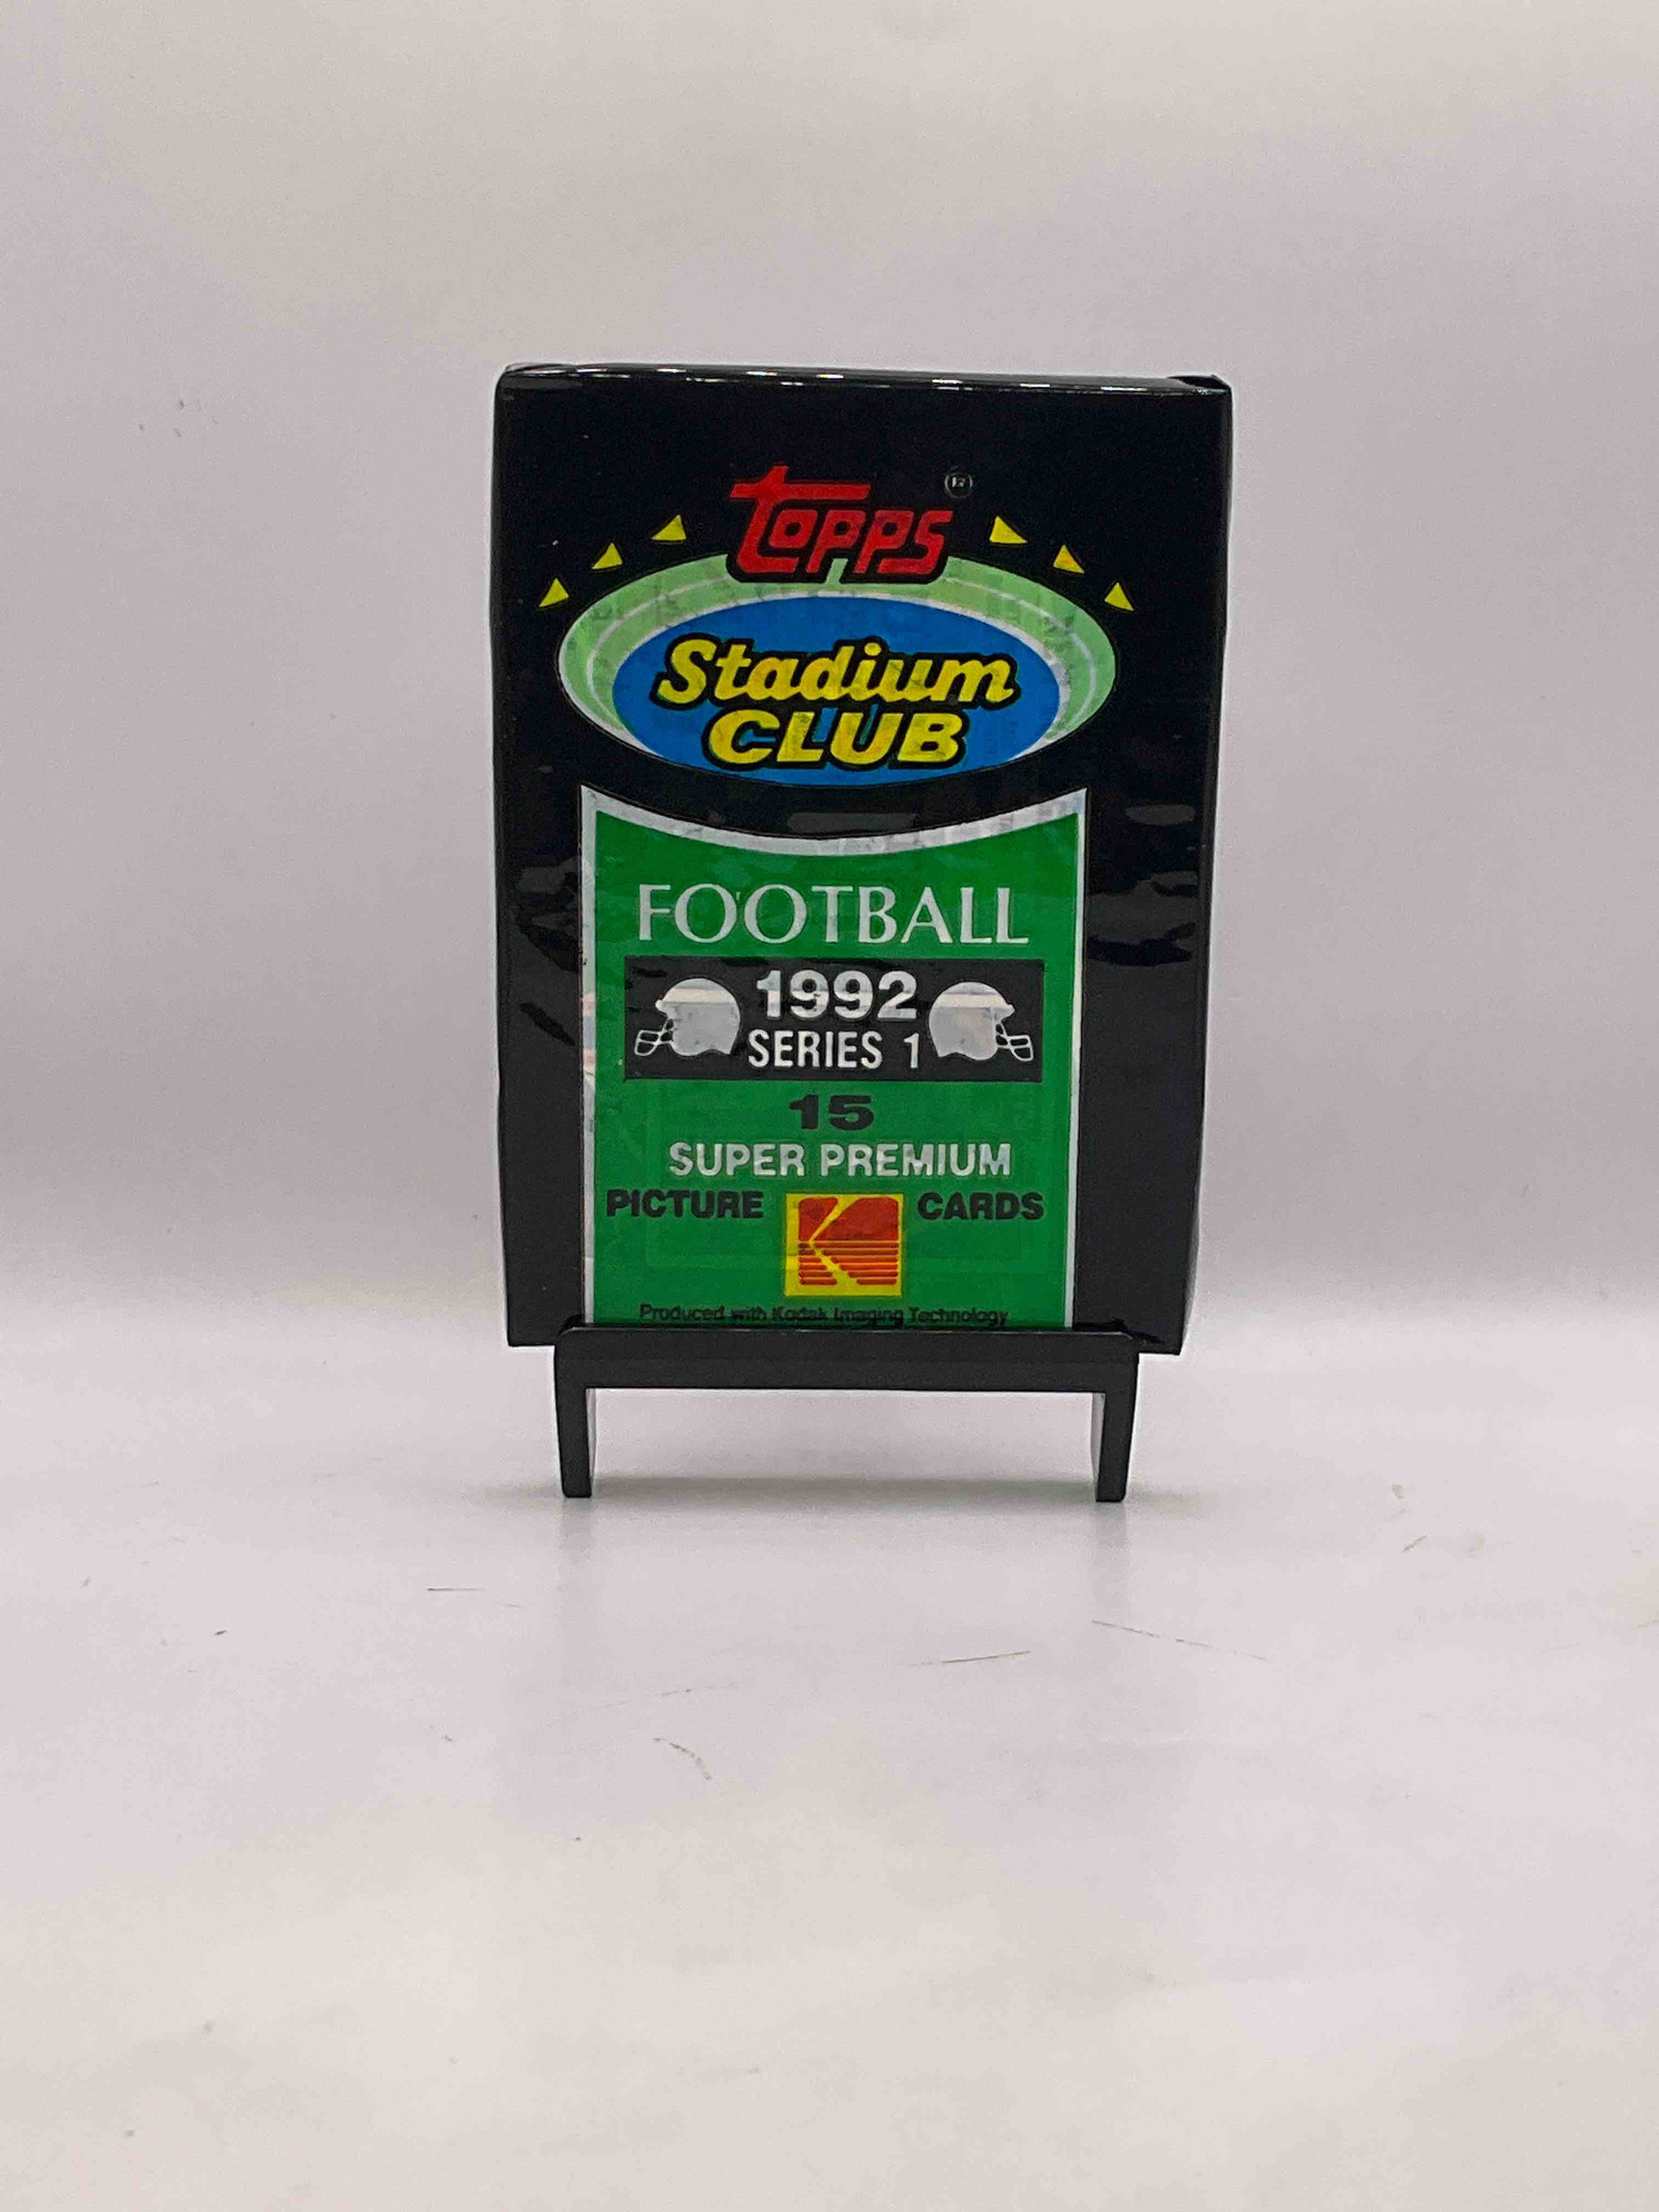 Topps ®
Stadium
CLUB
FOOTBALL
1992
SERIES 1
15
SUPER PREMIUM
PICTURE CARDS
Produced with Kodak Imaging Technology